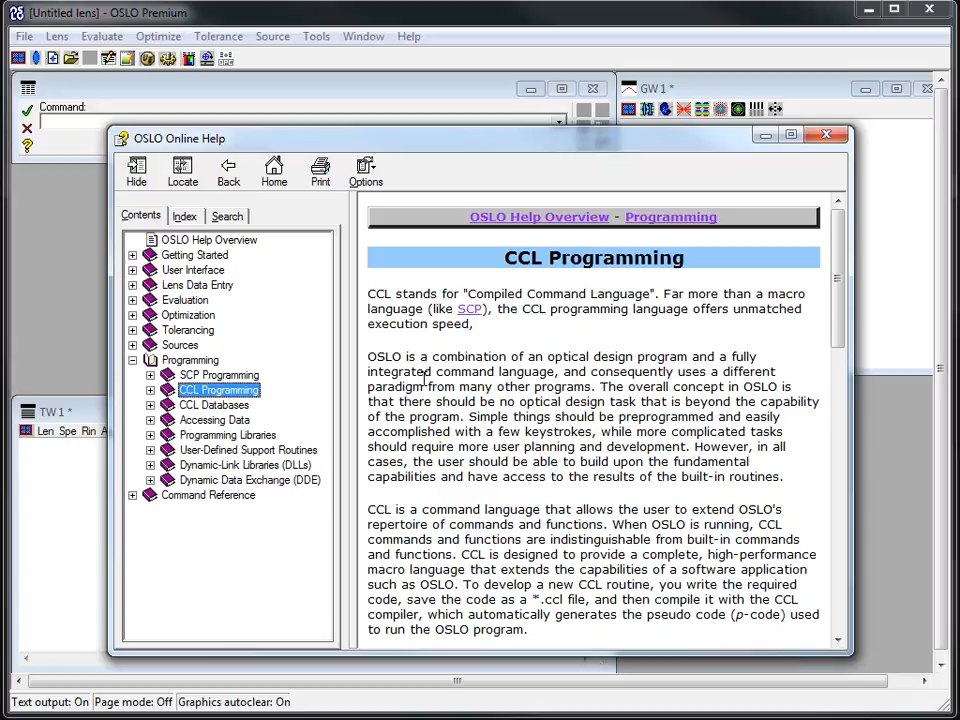 [Untitled lens] - OSLO Premium
File Lens Evaluate Optimize Tolerance Source Tools Window Help
GW 1 *
Command:
OSLO Online Help
Hide Locate Back Home Print Options
Contents Index Search
OSLO Help Overview
Getting Started
User Interface
Lens Data Entry
Evaluation
Optimization
Tolerancing
Sources
Programming
SCP Programming
CCL Programming
CCL Databases
Accessing Data
Programming Libraries
User-Defined Support Routines
Dynamic-Link Libraries (DLLs)
Dynamic Data Exchange (DDE)
Command Reference
OSLO Help Overview - Programming
CCL Programming
CCL stands for "Compiled Command Language". Far more than a macro
language (like SCP), the CCL programming language offers unmatched
execution speed,
OSLO is a combination of an optical design program and a fully
integrated command language, and consequently uses a different
paradigm from many other programs. The overall concept in OSLO is
that there should be no optical design task that is beyond the capability
of the program. Simple things should be preprogrammed and easily
accomplished with a few keystrokes, while more complicated tasks
should require more user planning and development. However, in all
cases, the user should be able to build upon the fundamental
capabilities and have access to the results of the built-in routines.
CCL is a command language that allows the user to extend OSLO's
repertoire of commands and functions. When OSLO is running, CCL
commands and functions are indistinguishable from built-in commands
and functions. CCL is designed to provide a complete, high-performance
macro language that extends the capabilities of a software application
such as OSLO. To develop a new CCL routine, you write the required
code, save the code as a *.ccl file, and then compile it with the CCL
compiler, which automatically generates the pseudo code (p-code) used
to run the OSLO program.
TW 1 *
Len Spe Rin A
Text output: On Page mode: Off Graphics autoclear: On